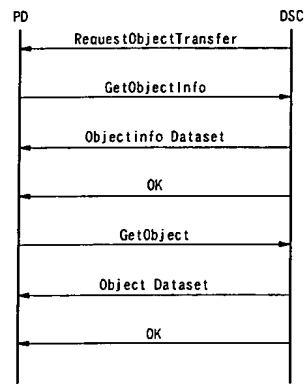 PD DSC
RequestObjectTransfer
GetObjectInfo
Objectinfo Dataset
OK
GetObject
Object Dataset
OK